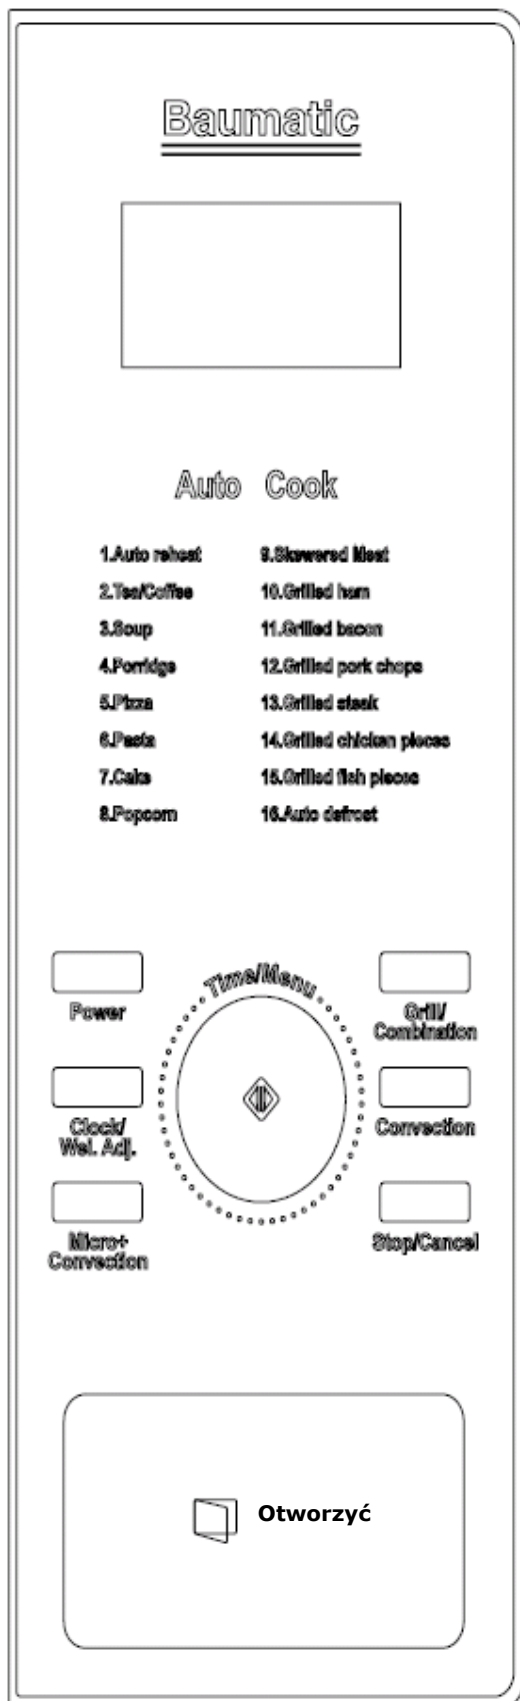 Baumatic
Auto Cook
1.Auto reheat
2.Tea/Coffee
3.Soup
4.Porridge
5.Pizza
6.Pasta
7.Cake
8.Popcorn
9.Skewered Meat
10.Grilled ham
11.Grilled bacon
12.Grilled pork chops
13.Grilled steak
14.Grilled chicken pieces
15.Grilled fish pieces
16.Auto defrost
Time/Menu
Power
Clock/
Wei. Adj.
Micro+
Convection
Grill/
Combination
Convection
Stop/Cancel
Otworzyć